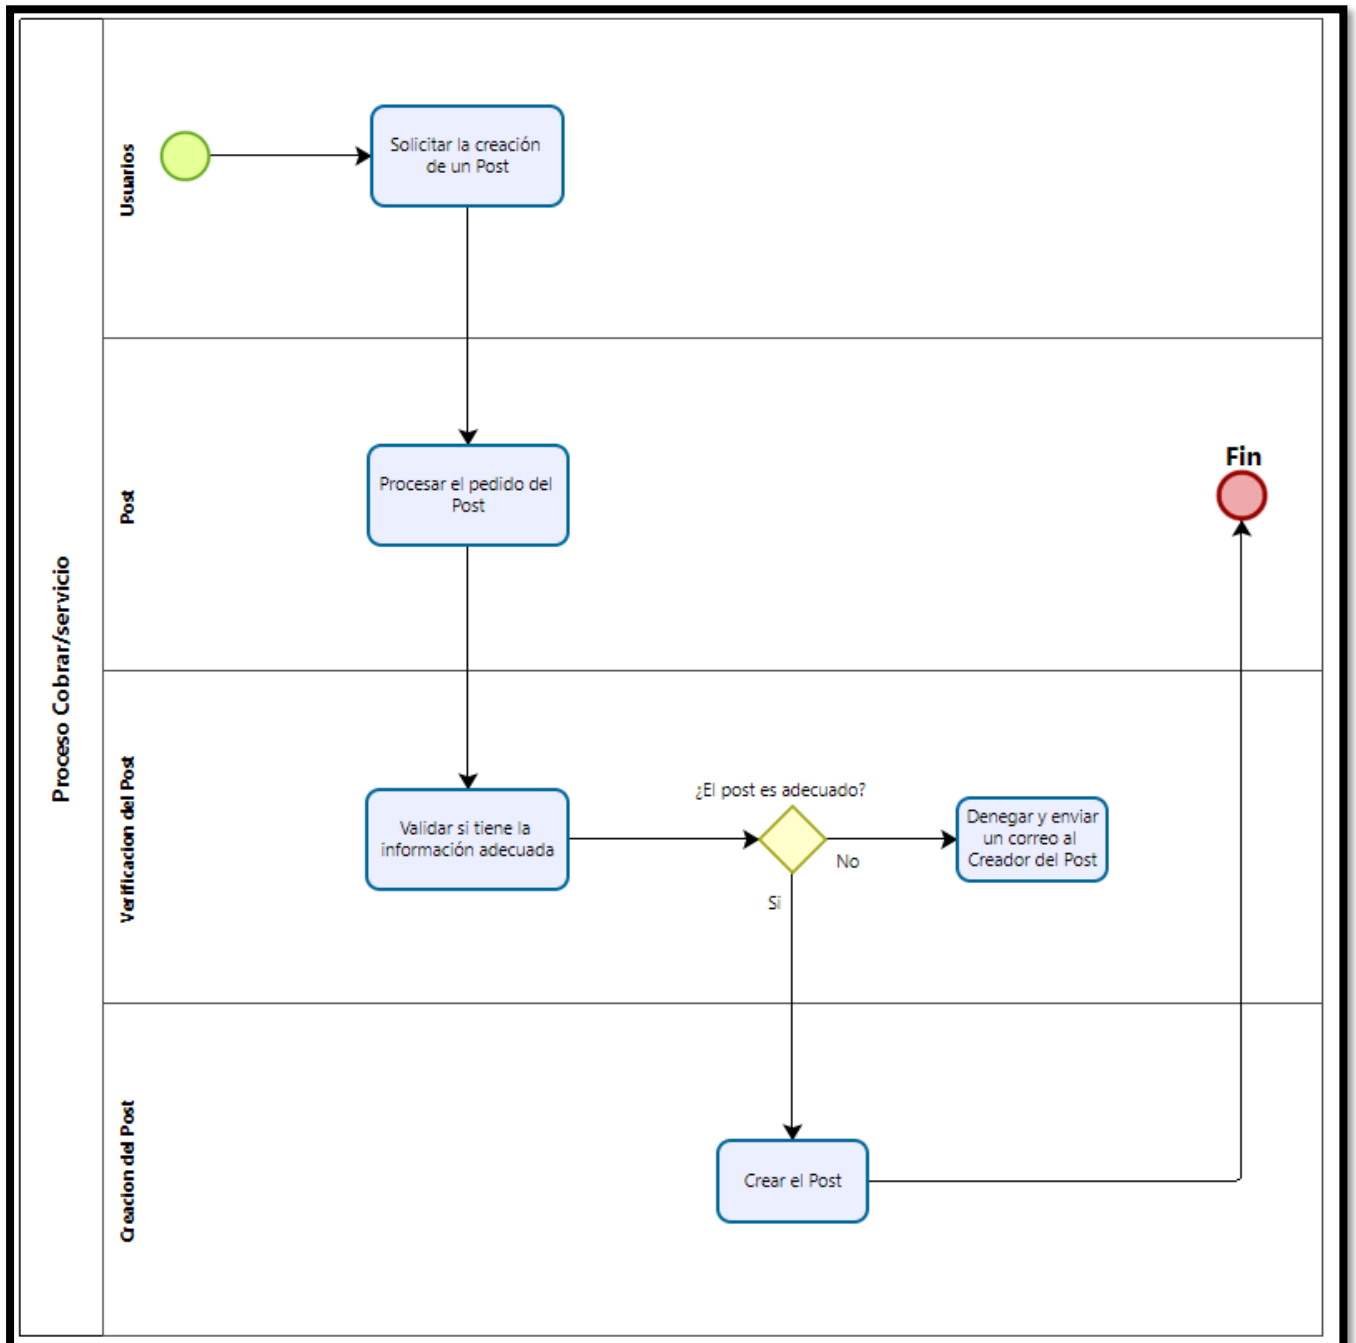 Proceso Cobrar/servicio
Usuarios
Solicitar la creación
de un Post
Post
Procesar el pedido del
Post
Fin
Verificacion del Post
Validar si tiene la
información adecuada
¿El post es adecuado?
No
Si
Denegar y enviar
un correo al
Creador del Post
Creacion del Post
Crear el Post